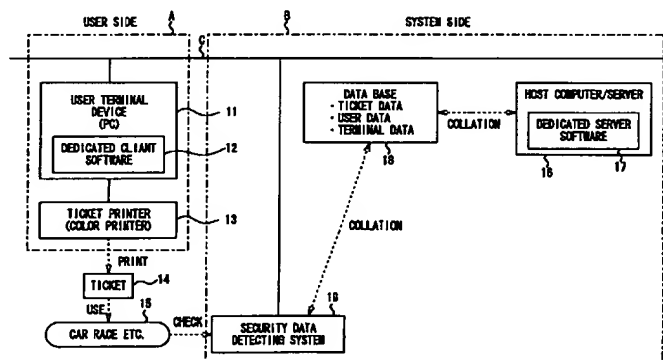 USER SIDE
A
B
SYSTEM SIDE
C
USER TERMINAL
DEVICE
(PC)
11
DEDICATED CLIENT
SOFTWARE
12
TICKET PRINTER
(COLOR PRINTER)
13
PRINT
TICKET
14
USE
15
CAR RACE ETC.
CHECK
DATA BASE
· TICKET DATA
· USER DATA
· TERMINAL DATA
18
COLLATION
HOST COMPUTER/SERVER
DEDICATED SERVER
SOFTWARE
16
17
COLLATION
19
SECURITY DATA
DETECTING SYSTEM